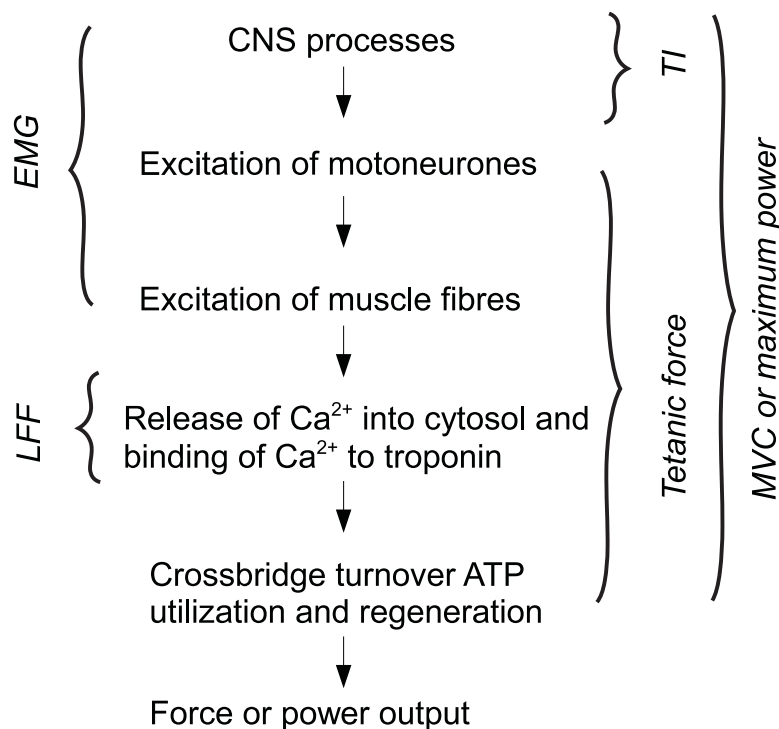 CNS processes
TI
EMG
Excitation of motoneurones
Excitation of muscle fibres
MVC or maximum power
Tetanic force
LFF
Release of Ca²⁺ into cytosol and
binding of Ca²⁺ to troponin
Crossbridge turnover ATP
utilization and regeneration
Force or power output